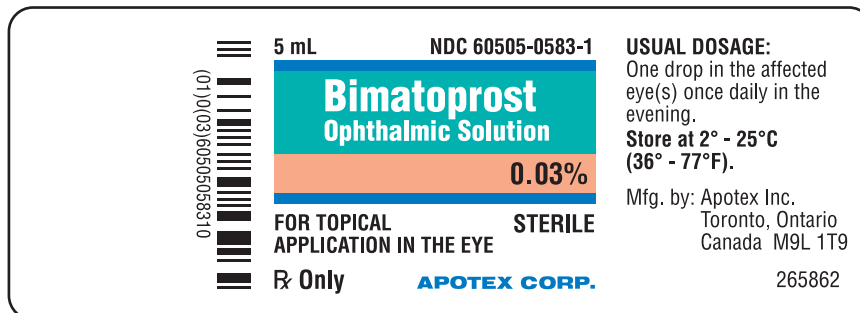 (01)0(03)60505058310
5 mL NDC 60505-0583-1
Bimatoprost
Ophthalmic Solution
0.03%
FOR TOPICAL
APPLICATION IN THE EYE
STERILE
℞ Only APOTEX CORP.
USUAL DOSAGE:
One drop in the affected
eye(s) once daily in the
evening.
Store at 2° - 25°C
(36° - 77°F).
Mfg. by: Apotex Inc.
Toronto, Ontario
Canada M9L 1T9
265862